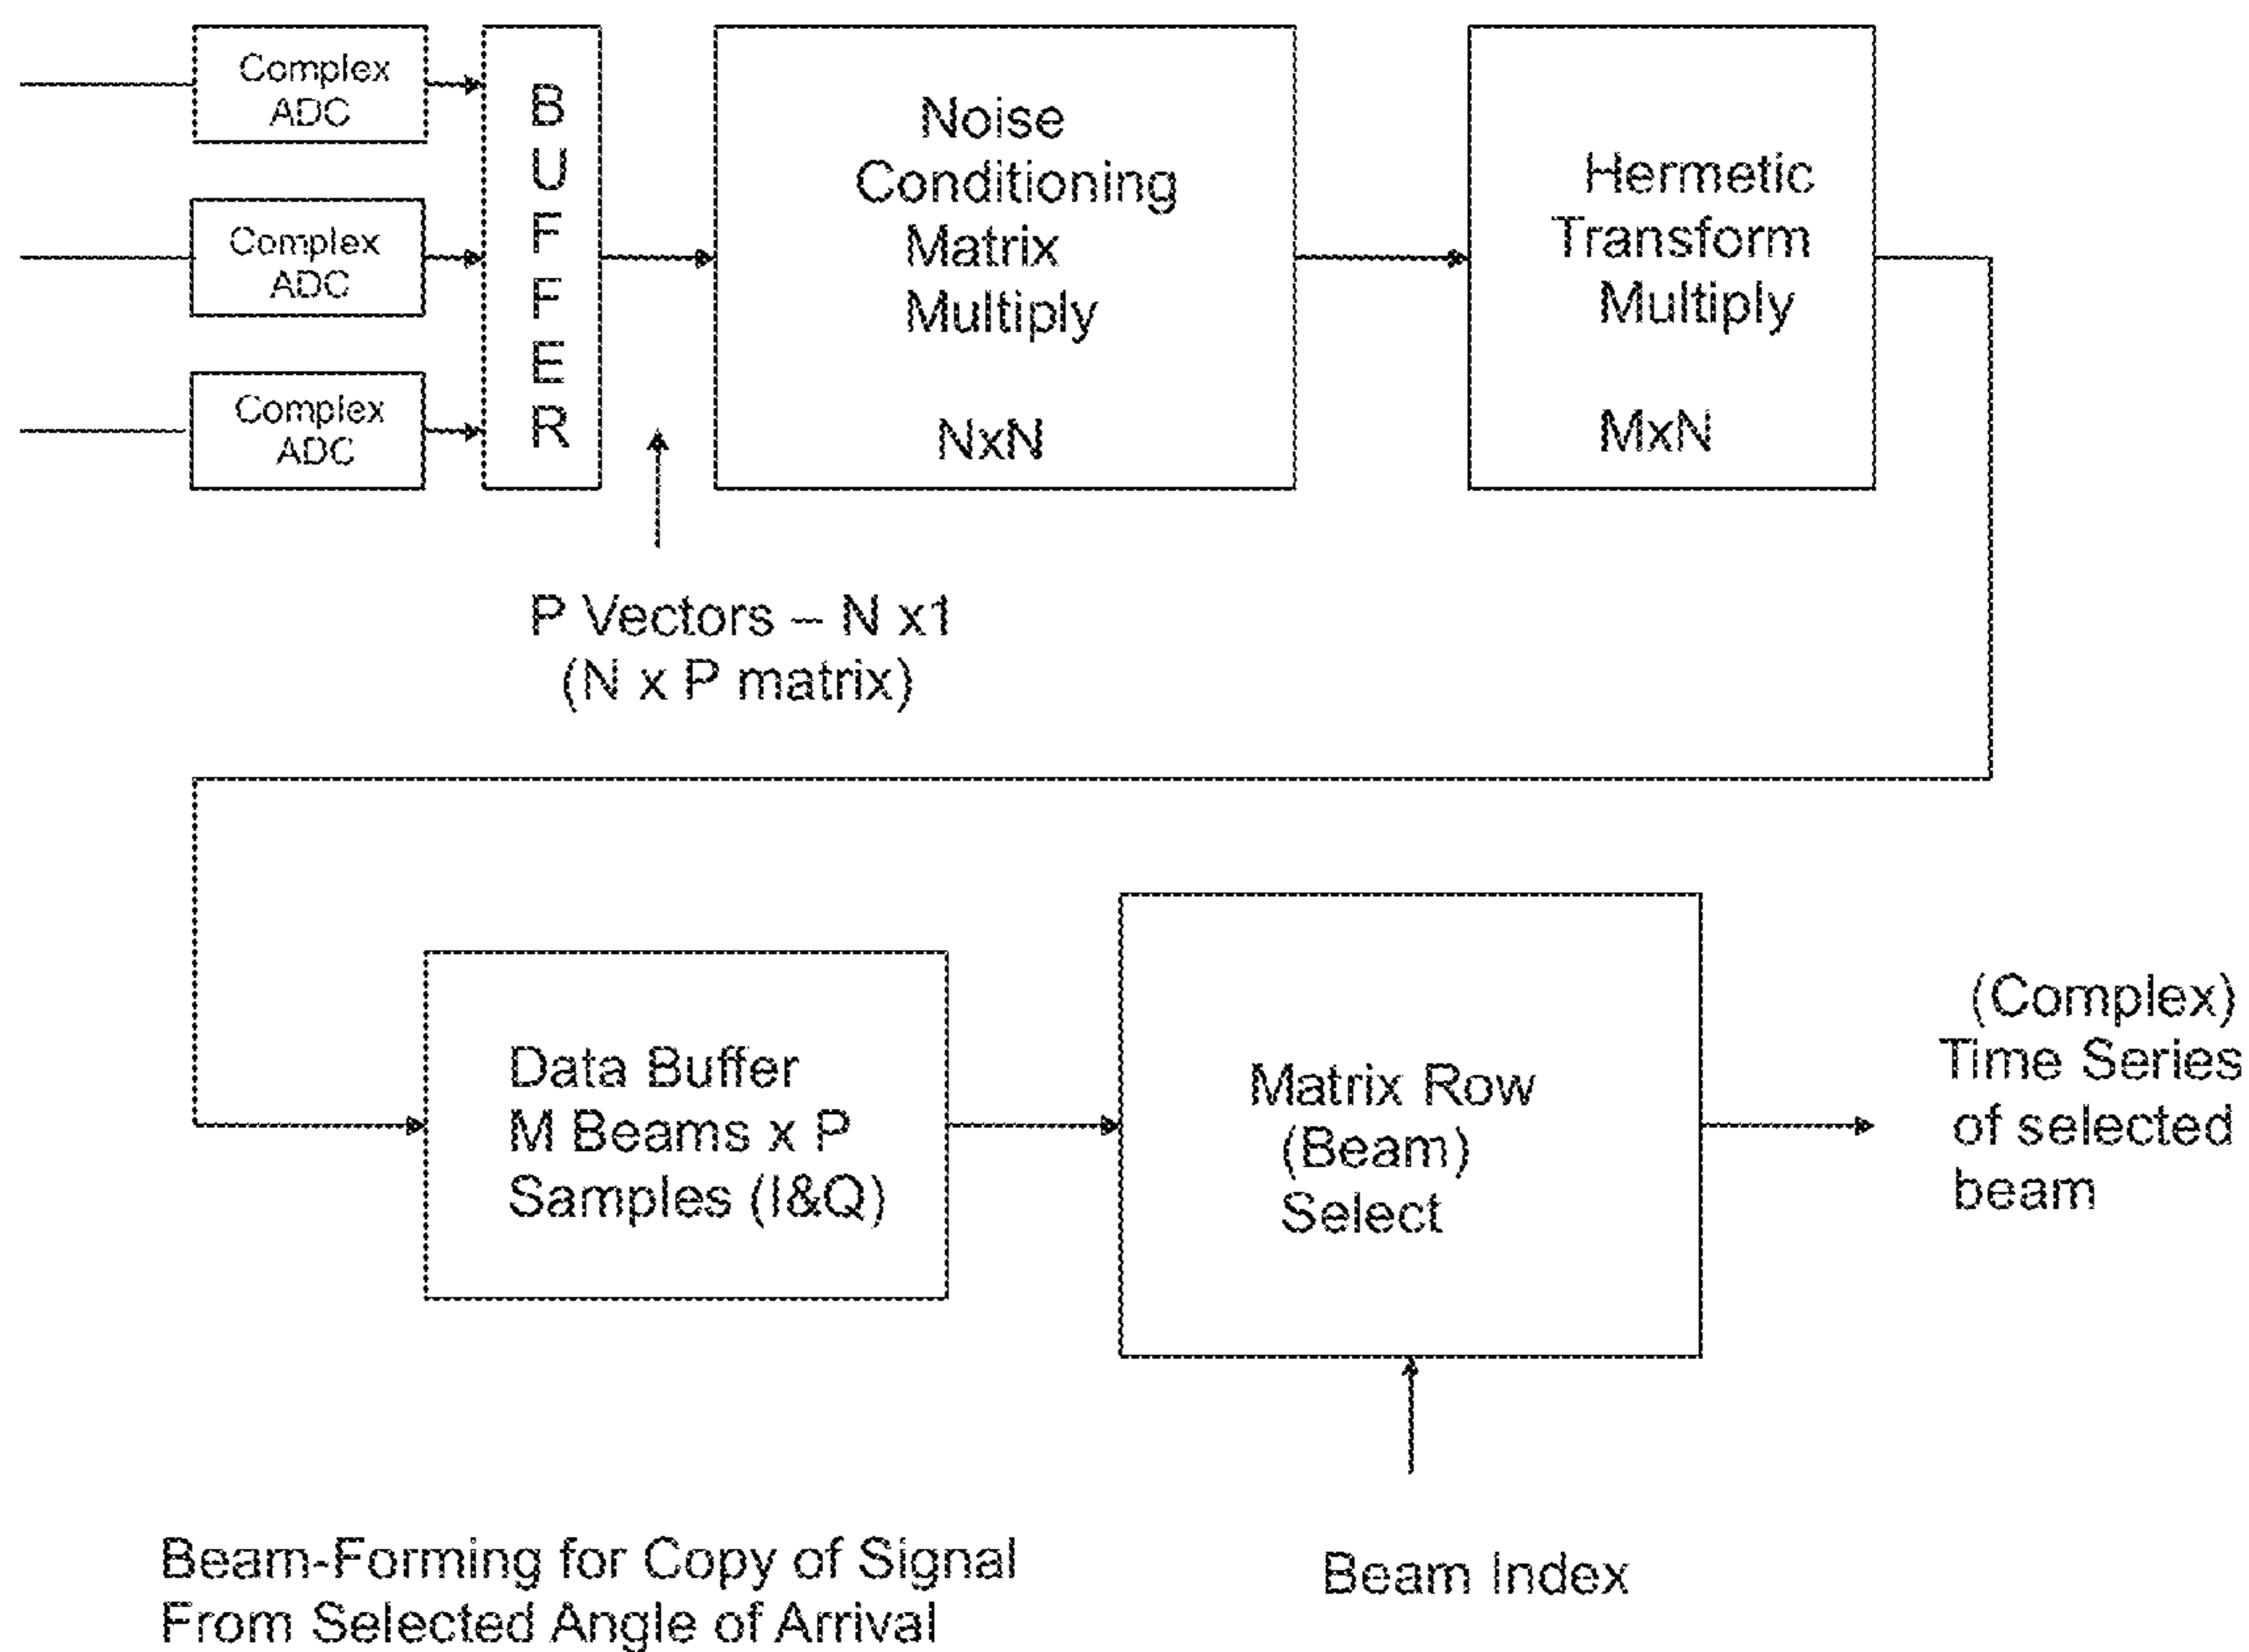 Complex
ADC
Complex
ADC
Complex
ADC
BUFFER
Noise
Conditioning
Matrix
Multiply
NxN
Hermetic
Transform
Multiply
MxN
P Vectors – N x1
(N x P matrix)
Data Buffer
M Beams x P
Samples (I&Q)
Matrix Row
(Beam)
Select
(Complex)
Time Series
of selected
beam
Beam Index
Beam-Forming for Copy of Signal
From Selected Angle of Arrival